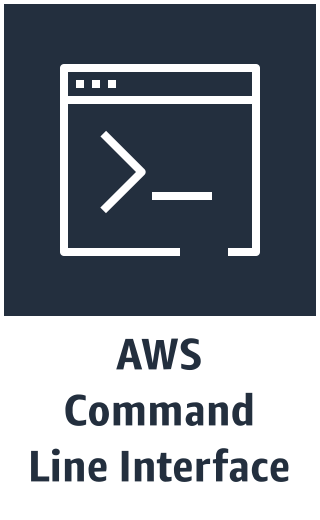 AWS
Command
Line Interface